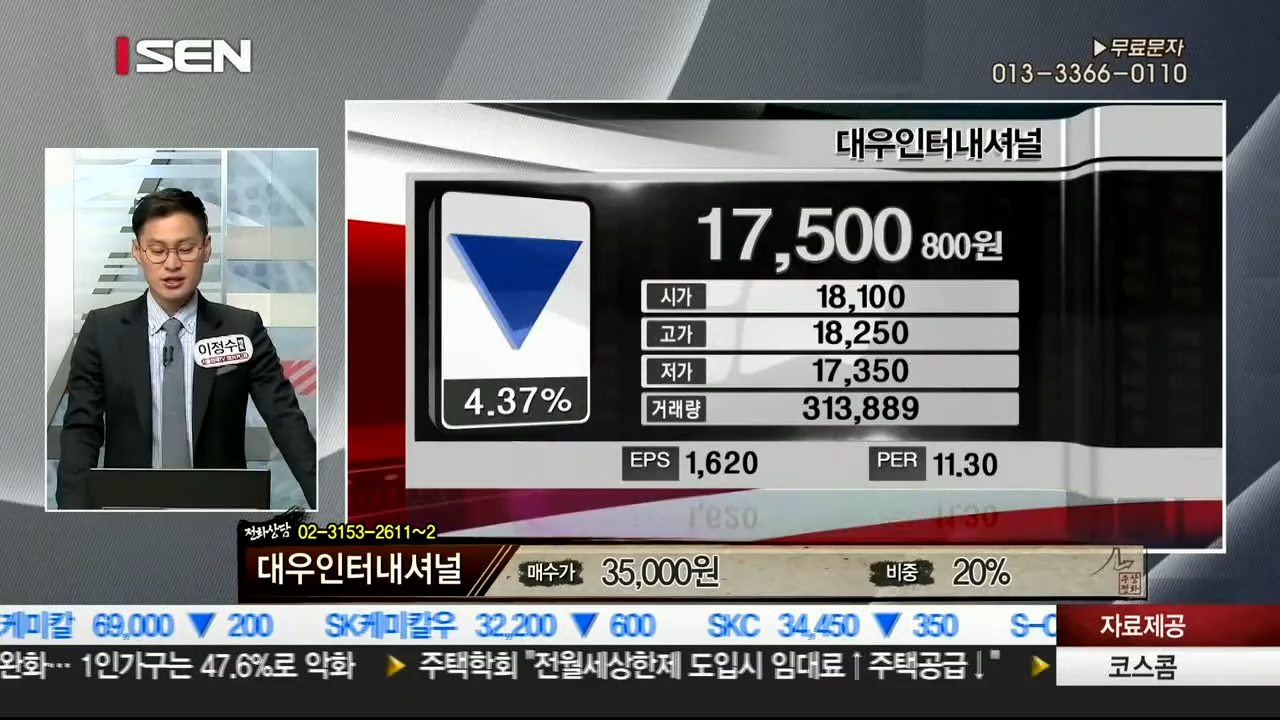 SEN
▶무료문자
013-3366-0110
대우인터내셔널
17,500 800원
4.37%
시가 18,100
고가 18,250
저가 17,350
거래량 313,889
EPS 1,620 PER 11.30
이정수
전화상담 02-3153-2611~2
대우인터내셔널 매수가 35,000원 비중 20%
케미칼 69,000 ▼ 200 SK케미칼우 32,200 ▼ 600 SKC 34,450 ▼ 350 S-O
자료제공
완화… 1인가구는 47.6%로 악화 ▶ 주택학회 "전월세상한제 도입시 임대료↑주택공급↓" ▶
코스콤